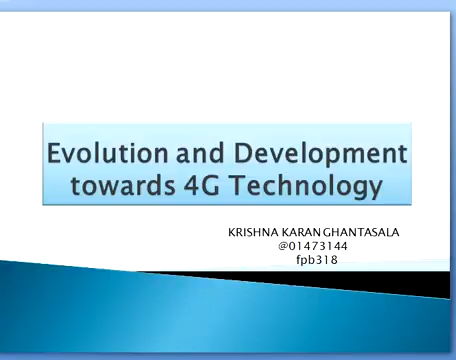 Evolution and Development
towards 4G Technology
KRISHNA KARAN GHANTASALA
@01473144
fpb318